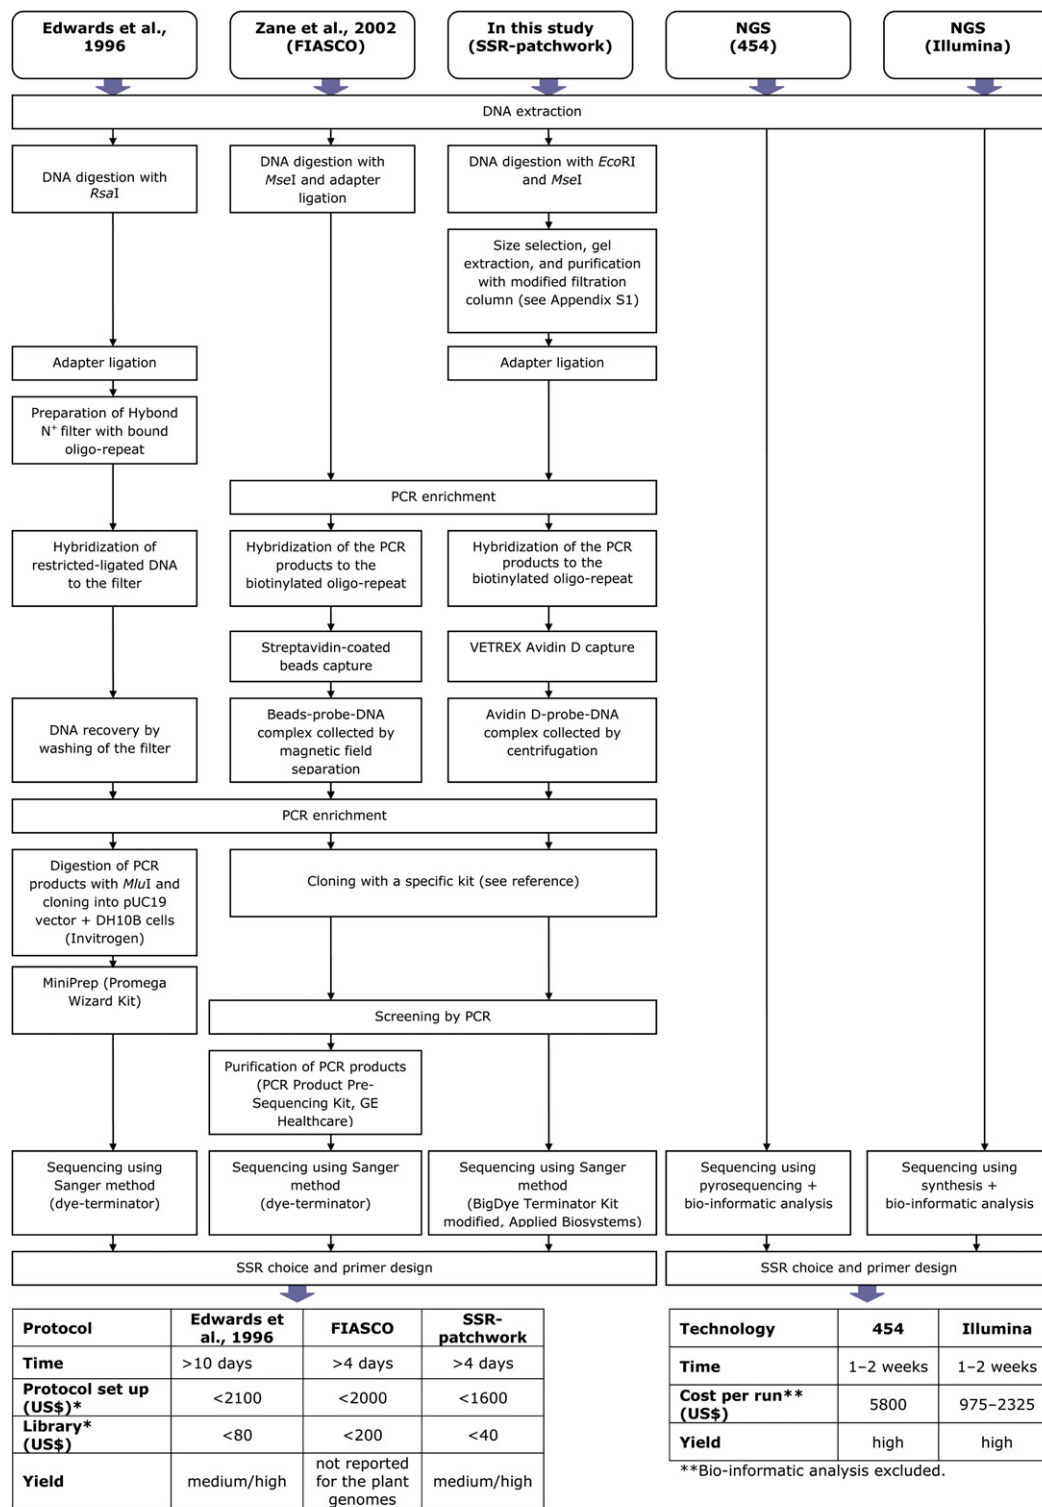 Edwards et al.,
1996
Zane et al., 2002
(FIASCO)
In this study
(SSR-patchwork)
NGS
(454)
NGS
(Illumina)
DNA extraction
DNA digestion with
RsaI
DNA digestion with
MseI and adapter
ligation
DNA digestion with EcoRI
and MseI
Size selection, gel
extraction, and purification
with modified filtration
column (see Appendix S1)
Adapter ligation
Adapter ligation
Preparation of Hybond
N⁺ filter with bound
oligo-repeat
PCR enrichment
Hybridization of
restricted-ligated DNA
to the filter
Hybridization of the PCR
products to the
biotinylated oligo-repeat
Hybridization of the PCR
products to the
biotinylated oligo-repeat
Streptavidin-coated
beads capture
VETREX Avidin D capture
DNA recovery by
washing of the filter
Beads-probe-DNA
complex collected by
magnetic field
separation
Avidin D-probe-DNA
complex collected by
centrifugation
PCR enrichment
Digestion of PCR
products with MluI and
cloning into pUC19
vector + DH10B cells
(Invitrogen)
Cloning with a specific kit (see reference)
MiniPrep (Promega
Wizard Kit)
Screening by PCR
Purification of PCR products
(PCR Product Pre-
Sequencing Kit, GE
Healthcare)
Sequencing using
Sanger method
(dye-terminator)
Sequencing using Sanger
method
(dye-terminator)
Sequencing using Sanger
method
(BigDye Terminator Kit
modified, Applied Biosystems)
Sequencing using
pyrosequencing +
bio-informatic analysis
Sequencing using
synthesis +
bio-informatic analysis
SSR choice and primer design
SSR choice and primer design
Protocol
Edwards et
al., 1996
FIASCO
SSR-
patchwork
Time
>10 days
>4 days
>4 days
Protocol set up
(US$)*
<2100
<2000
<1600
Library*
(US$)
<80
<200
<40
Yield
medium/high
not reported
for the plant
genomes
medium/high
Technology
454
Illumina
Time
1–2 weeks
1–2 weeks
Cost per run**
(US$)
5800
975–2325
Yield
high
high
**Bio-informatic analysis excluded.